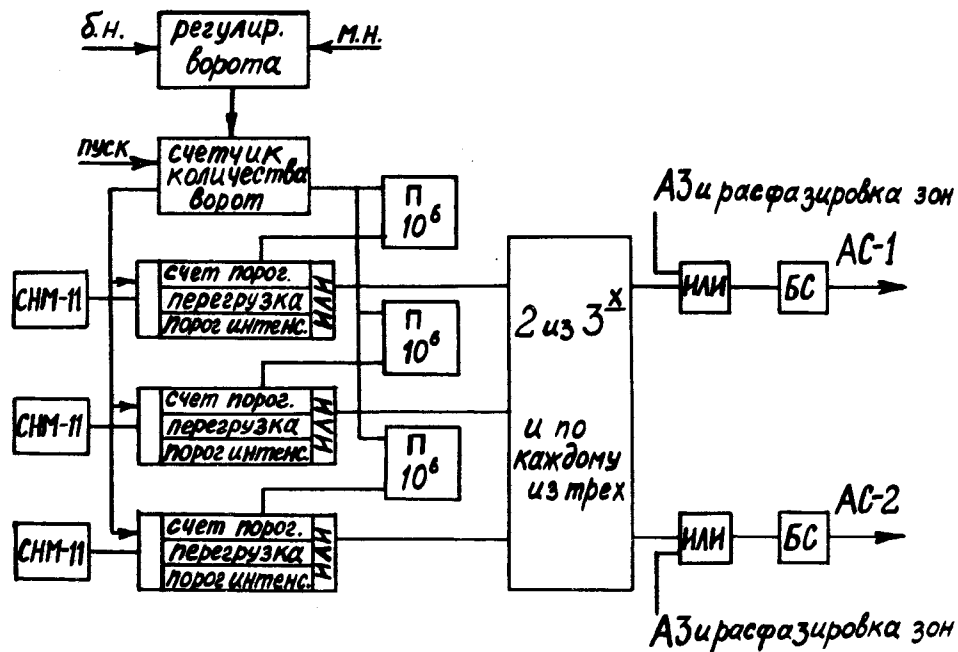 б.н.
регулир.
ворота
м.н.
пуск
счетчик
количества
ворот
П
10⁶
АЗ и расфазировка зон
СНМ-11
счет порог.
перегрузка
порог интенс.
ИЛИ
П
10⁶
2 из 3ˣ
ИЛИ
БС
АС-1
СНМ-11
счет порог.
перегрузка
порог интенс.
ИЛИ
П
10⁶
и по
каждому
из трех
СНМ-11
счет порог.
перегрузка
порог интенс.
ИЛИ
ИЛИ
БС
АС-2
АЗ и расфазировка зон